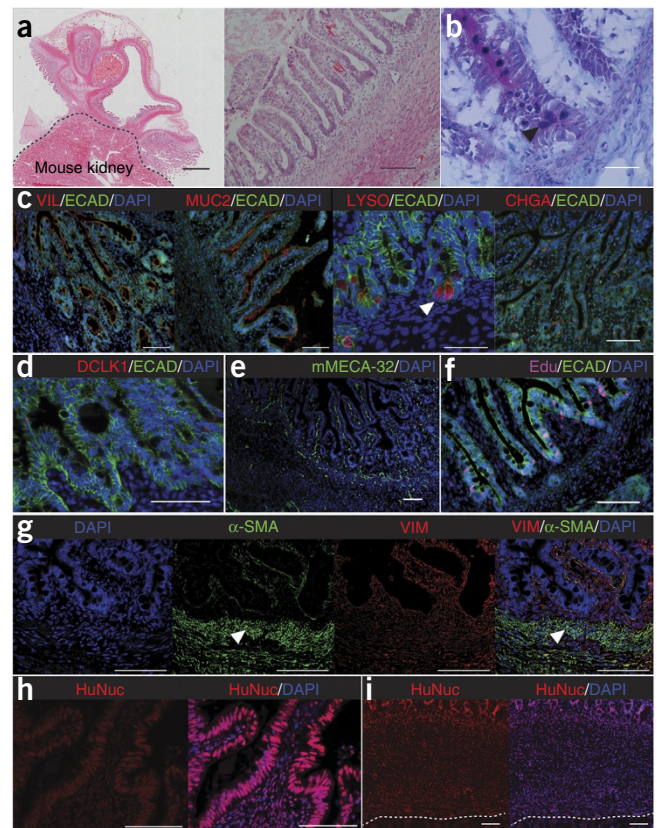 a
b
Mouse kidney
c
VIL/ECAD/DAPI
MUC2/ECAD/DAPI
LYSO/ECAD/DAPI
CHGA/ECAD/DAPI
d
DCLK1/ECAD/DAPI
e
mMECA-32/DAPI
f
Edu/ECAD/DAPI
g
DAPI
α-SMA
VIM
VIM/α-SMA/DAPI
h
HuNuc
HuNuc/DAPI
i
HuNuc
HuNuc/DAPI